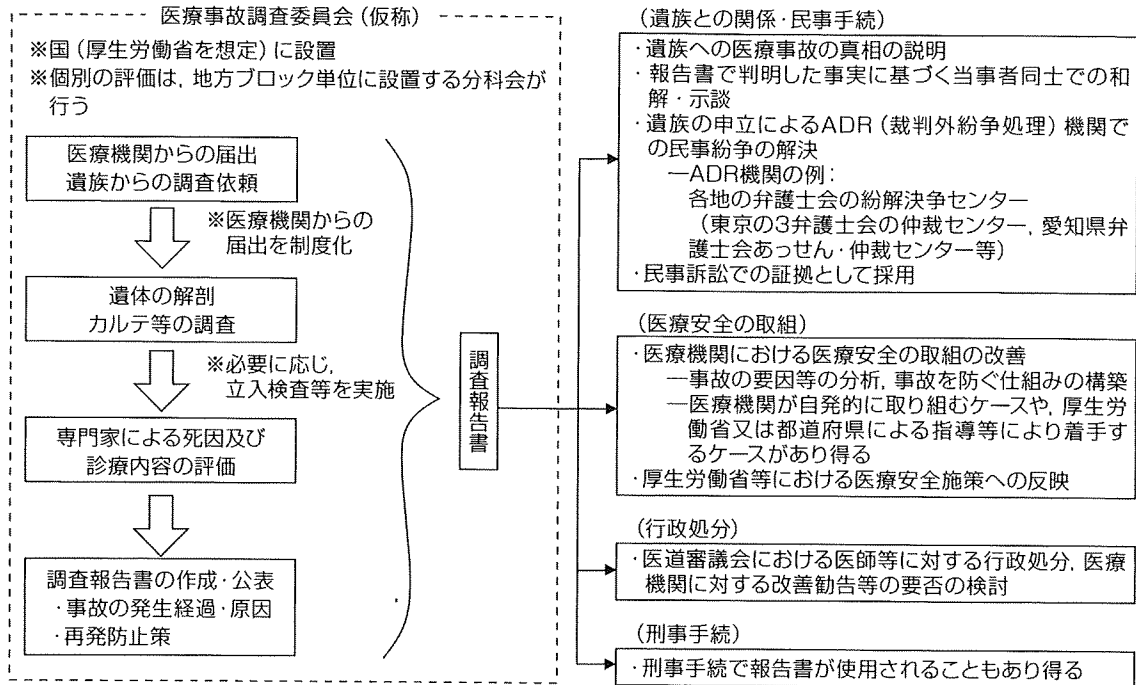 医療事故調査委員会（仮称）
※国（厚生労働省を想定）に設置
※個別の評価は，地方ブロック単位に設置する分科会が
行う
医療機関からの届出
遺族からの調査依頼
※医療機関からの
届出を制度化
遺体の解剖
カルテ等の調査
※必要に応じ，
立入検査等を実施
専門家による死因及び
診療内容の評価
調査報告書の作成・公表
・事故の発生経過・原因
・再発防止策
調査報告書
（遺族との関係・民事手続）
・遺族への医療事故の真相の説明
・報告書で判明した事実に基づく当事者同士での和
解・示談
・遺族の申立によるADR（裁判外紛争処理）機関で
の民事紛争の解決
―ADR機関の例：
各地の弁護士会の紛解決争センター
（東京の3弁護士会の仲裁センター，愛知県弁
護士会あっせん・仲裁センター等）
・民事訴訟での証拠として採用
（医療安全の取組）
・医療機関における医療安全の取組の改善
―事故の要因等の分析，事故を防ぐ仕組みの構築
―医療機関が自発的に取り組むケースや，厚生労
働省又は都道府県による指導等により着手す
るケースがあり得る
・厚生労働省等における医療安全施策への反映
（行政処分）
・医道審議会における医師等に対する行政処分，医療
機関に対する改善勧告等の要否の検討
（刑事手続）
・刑事手続で報告書が使用されることもあり得る